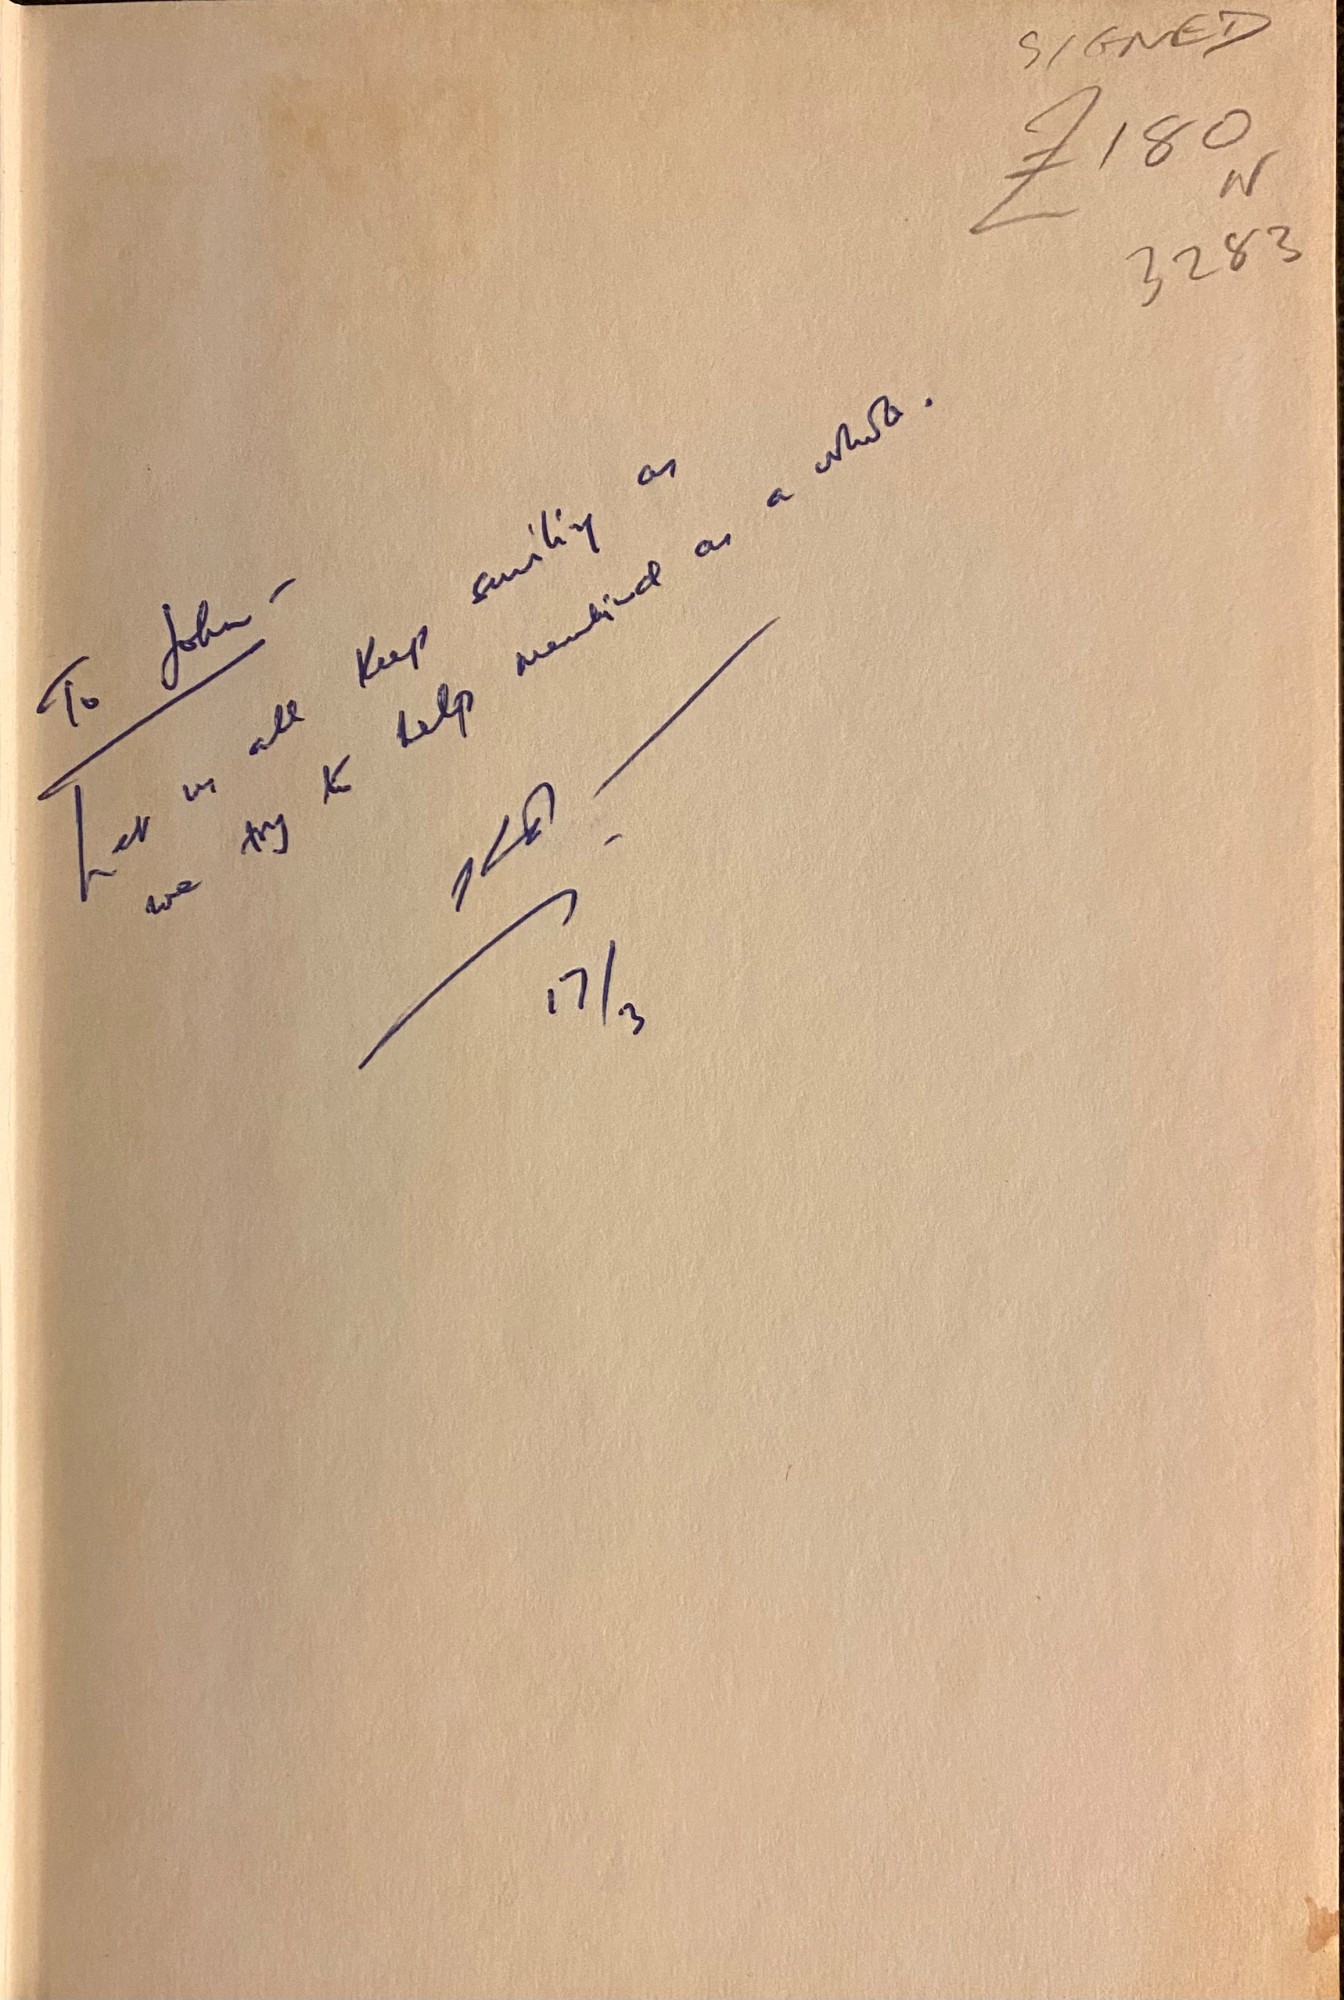 SIGNED
£180
N
3283
To John -
Let us all keep smiling as
we try to help mankind as a whole.
17/3